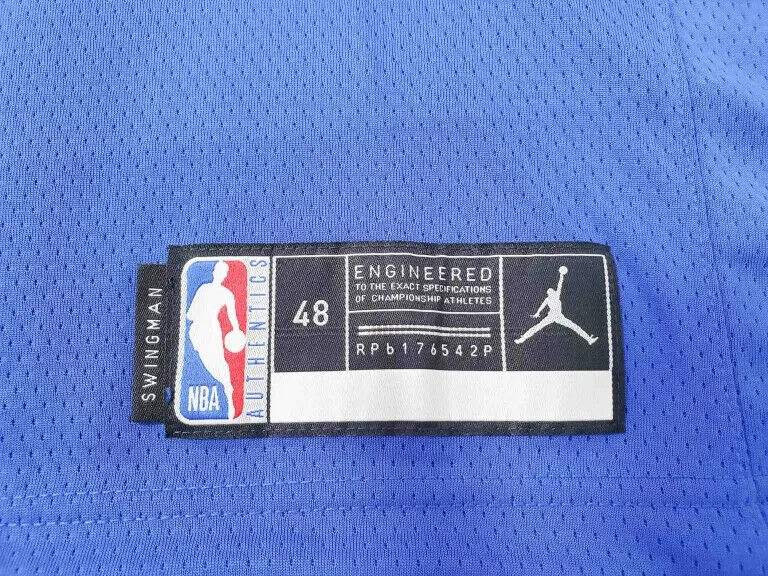 SWINGMAN
NBA
AUTHENTICS
48
ENGINEERED
TO THE EXACT SPECIFICATIONS
OF CHAMPIONSHIP ATHLETES
RPb176542P